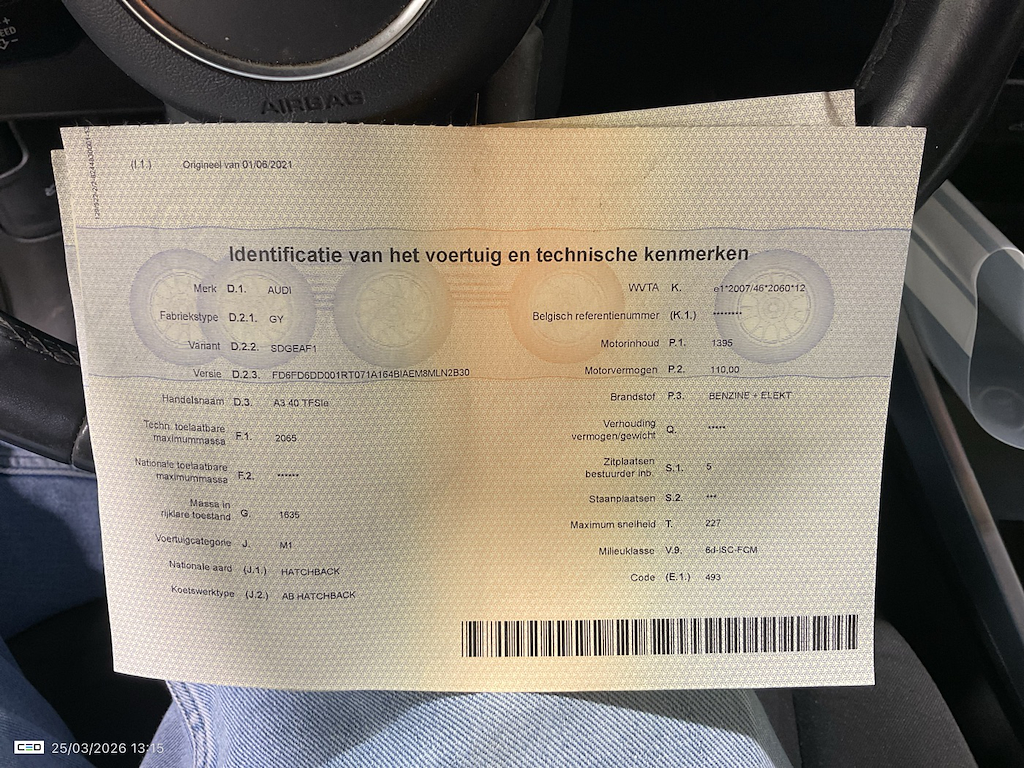 EED
AIRBAG
(I.1.) Origineel van 01/06/2021
Identificatie van het voertuig en technische kenmerken
Merk D.1. AUDI
Fabriekstype D.2.1. GY
Variant D.2.2. SDGEAF1
Versie D.2.3. FD6FD6DD001RT071A164BIAEM8MLN2B30
Handelsnaam D.3. A3 40 TFSIe
Techn. toelaatbare
maximummassa F.1. 2065
Nationale toelaatbare
maximummassa F.2. ******
Massa in
rijklare toestand G. 1635
Voertuigcategorie J. M1
Nationale aard (J.1.) HATCHBACK
Koetswerktype (J.2.) AB HATCHBACK
WVTA K. e1*2007/46*2060*12
Belgisch referentienummer (K.1.) ********
Motorinhoud P.1. 1395
Motorvermogen P.2. 110,00
Brandstof P.3. BENZINE + ELEKT
Verhouding
vermogen/gewicht Q. *****
Zitplaatsen
bestuurder inb. S.1. 5
Staanplaatsen S.2. ***
Maximum snelheid T. 227
Milieuklasse V.9. 6d-ISC-FCM
Code (E.1.) 493
CEO 25/03/2026 13:15